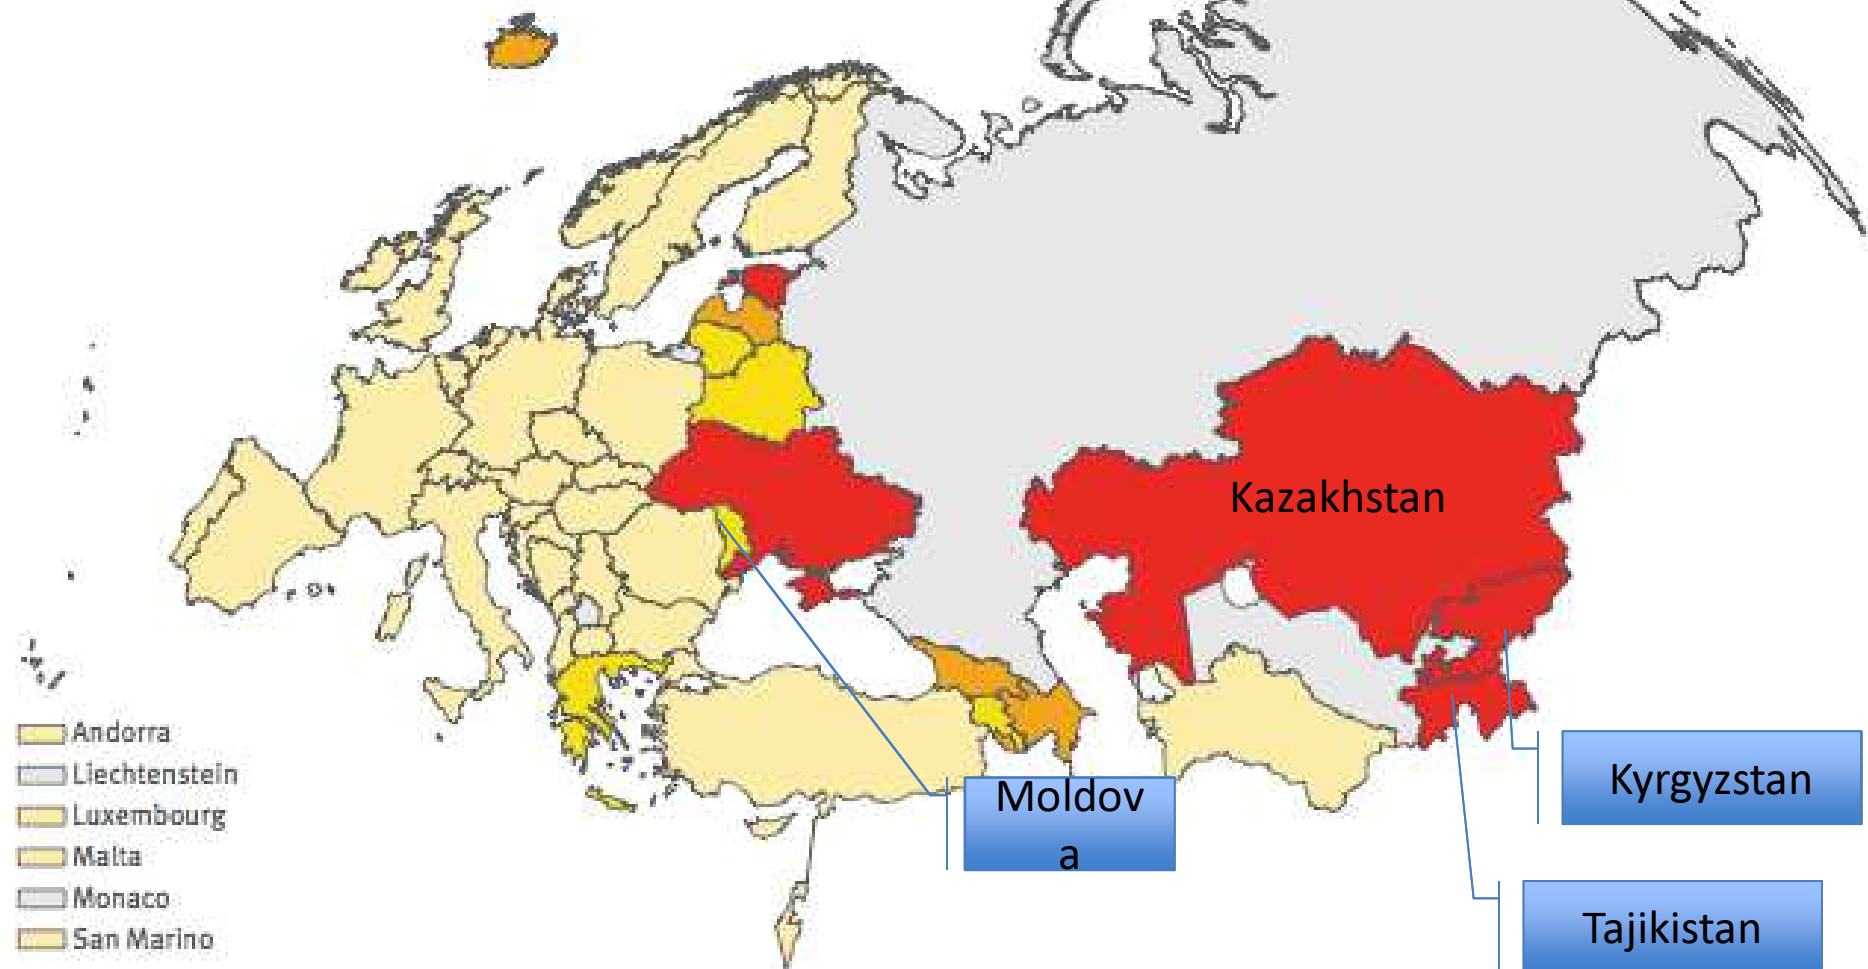 Kazakhstan
Andorra
Liechtenstein
Luxembourg
Malta
Monaco
San Marino
Moldov
a
Kyrgyzstan
Tajikistan